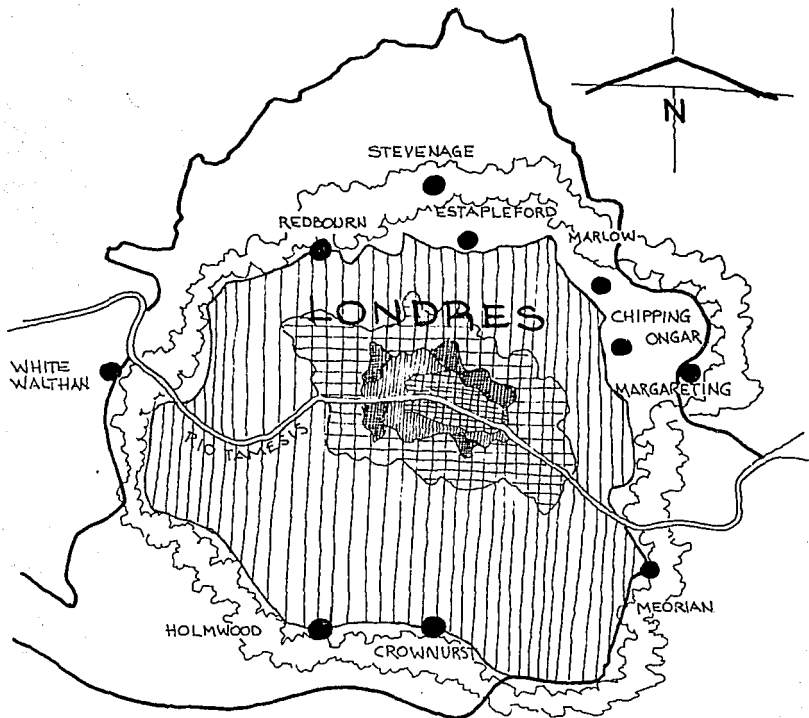 N
STEVENAGE
ESTAPLEFORD
REDBOURN
MARLOW
LONDRES
CHIPPING
ONGAR
WHITE
WALTHAN
MARGARETING
RIO TAMESIS
MEORIAN
HOLMWOOD
CROWNURST